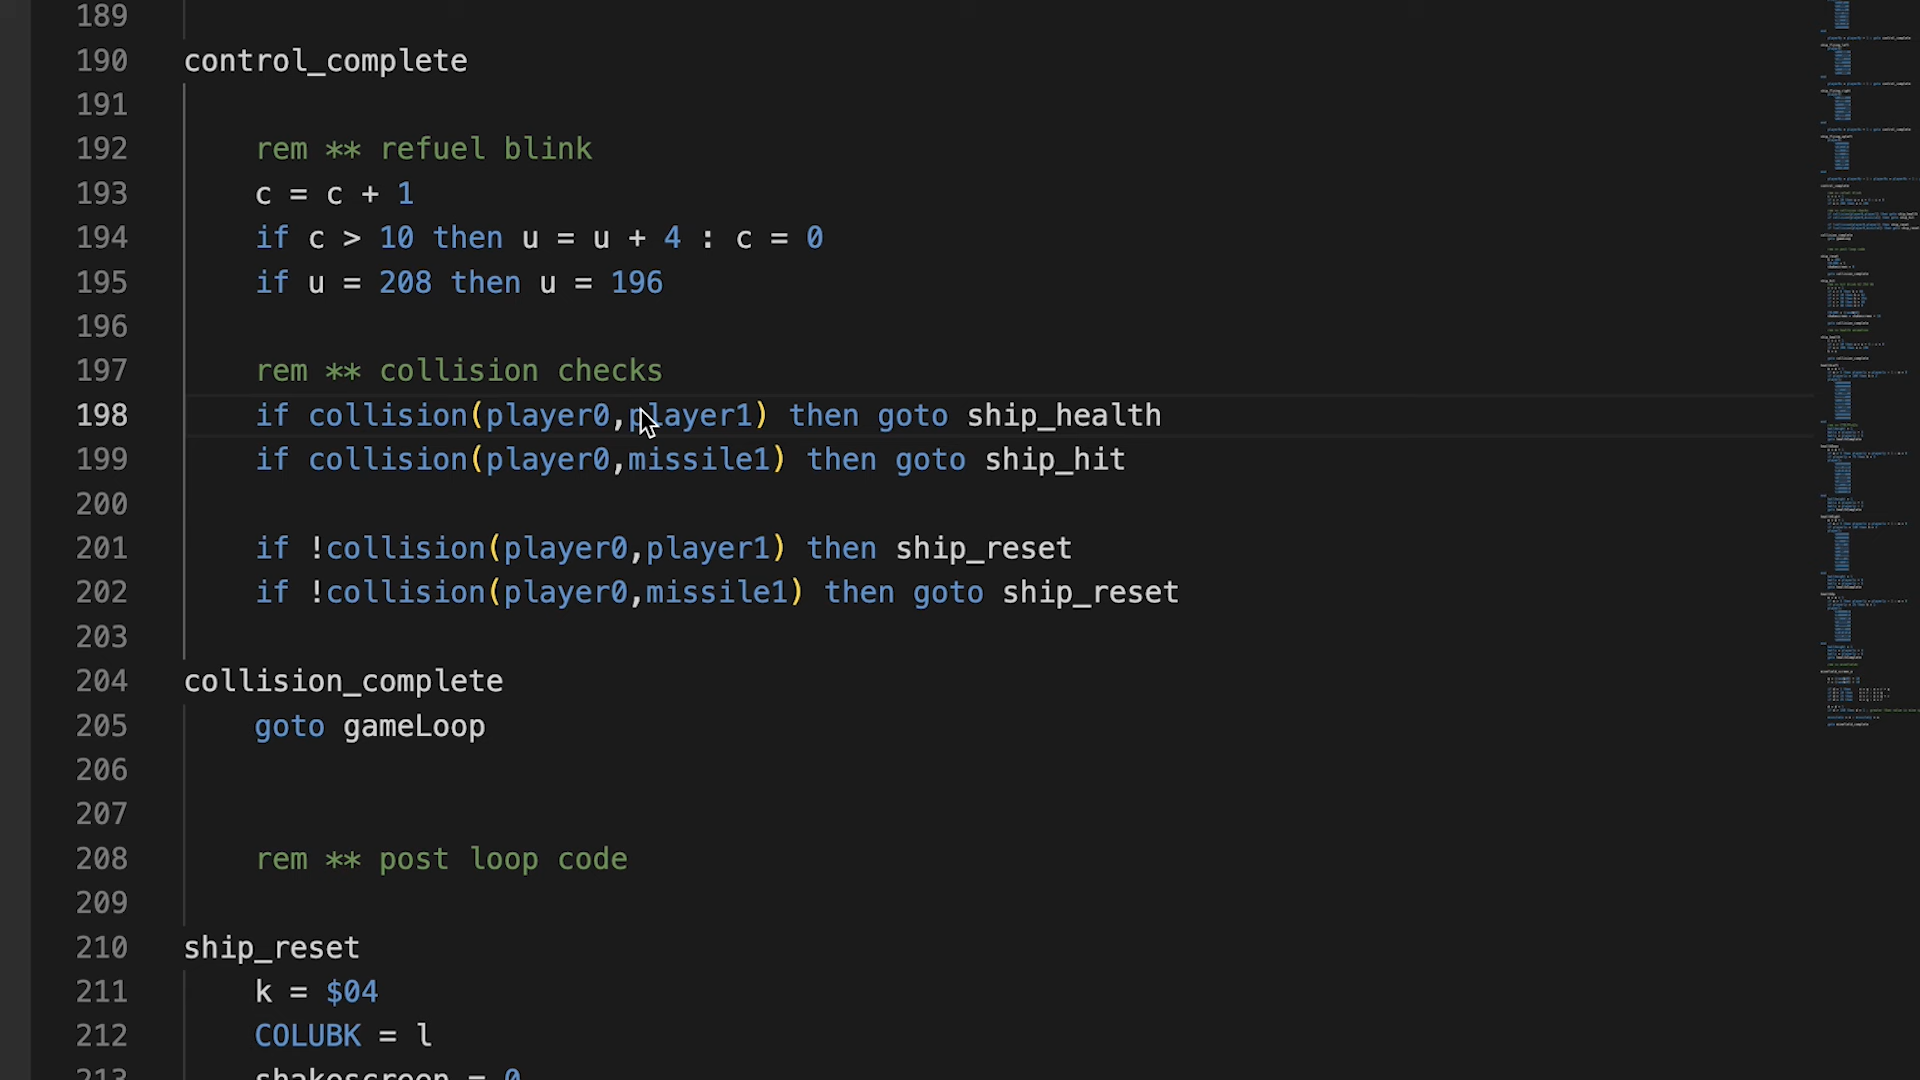 189
190 control_complete
191
192 rem ** refuel blink
193 c = c + 1
194 if c > 10 then u = u + 4 : c = 0
195 if u = 208 then u = 196
196
197 rem ** collision checks
198 if collision(player0,player1) then goto ship_health
199 if collision(player0,missile1) then goto ship_hit
200
201 if !collision(player0,player1) then ship_reset
202 if !collision(player0,missile1) then goto ship_reset
203
204 collision_complete
205 goto gameLoop
206
207
208 rem ** post loop code
209
210 ship_reset
211 k = $04
212 COLUBK = l
213 shakescreen = 0